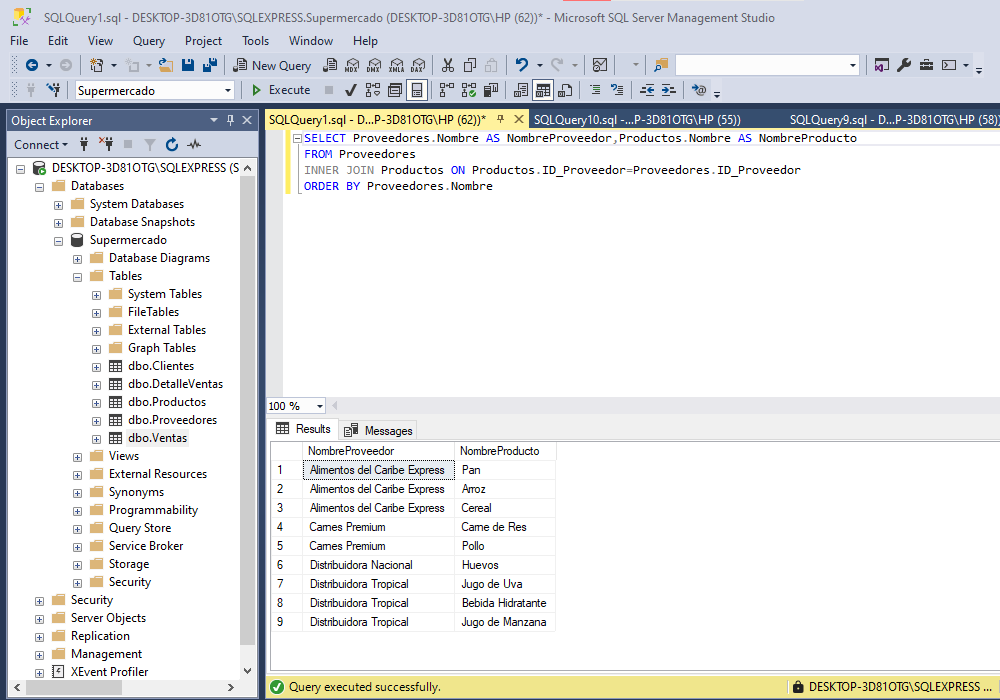 SQLQuery1.sql - DESKTOP-3D81OTG\SQLEXPRESS.Supermercado (DESKTOP-3D81OTG\HP (62))* - Microsoft SQL Server Management Studio
File Edit View Query Project Tools Window Help
New Query MDX DMX XMLA DAX
Supermercado Execute
Object Explorer
SQLQuery1.sql - D...P-3D81OTG\HP (62))* SQLQuery10.sql -...P-3D81OTG\HP (55)) SQLQuery9.sql - D...P-3D81OTG\HP (58))
Connect
DESKTOP-3D81OTG\SQLEXPRESS (S
Databases
System Databases
Database Snapshots
Supermercado
Database Diagrams
Tables
System Tables
FileTables
External Tables
Graph Tables
dbo.Clientes
dbo.DetalleVentas
dbo.Productos
dbo.Proveedores
dbo.Ventas
Views
External Resources
Synonyms
Programmability
Query Store
Service Broker
Storage
Security
Security
Server Objects
Replication
Management
XEvent Profiler
SELECT Proveedores.Nombre AS NombreProveedor,Productos.Nombre AS NombreProducto
FROM Proveedores
INNER JOIN Productos ON Productos.ID_Proveedor=Proveedores.ID_Proveedor
ORDER BY Proveedores.Nombre
100 %
Results Messages
NombreProveedor NombreProducto
1 Alimentos del Caribe Express Pan
2 Alimentos del Caribe Express Arroz
3 Alimentos del Caribe Express Cereal
4 Carnes Premium Carne de Res
5 Carnes Premium Pollo
6 Distribuidora Nacional Huevos
7 Distribuidora Tropical Jugo de Uva
8 Distribuidora Tropical Bebida Hidratante
9 Distribuidora Tropical Jugo de Manzana
Query executed successfully. DESKTOP-3D81OTG\SQLEXPRESS ...